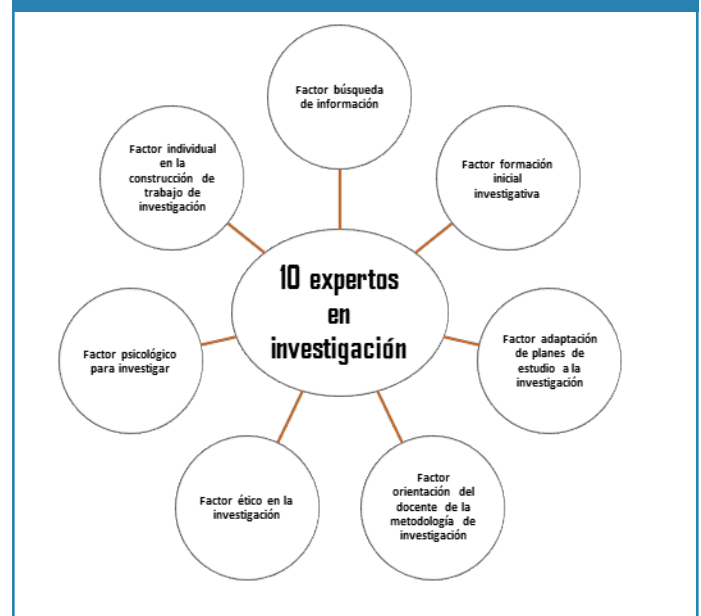 Factor búsqueda
de información
Factor formación
inicial
investigativa
Factor adaptación
de planes de
estudio a la
investigación
Factor
orientación del
docente de la
metodología de
investigación
Factor ético en la
investigación
Factor psicológico
para investigar
Factor individual
en la
construcción de
trabajo de
investigación
10 expertos
en
investigación